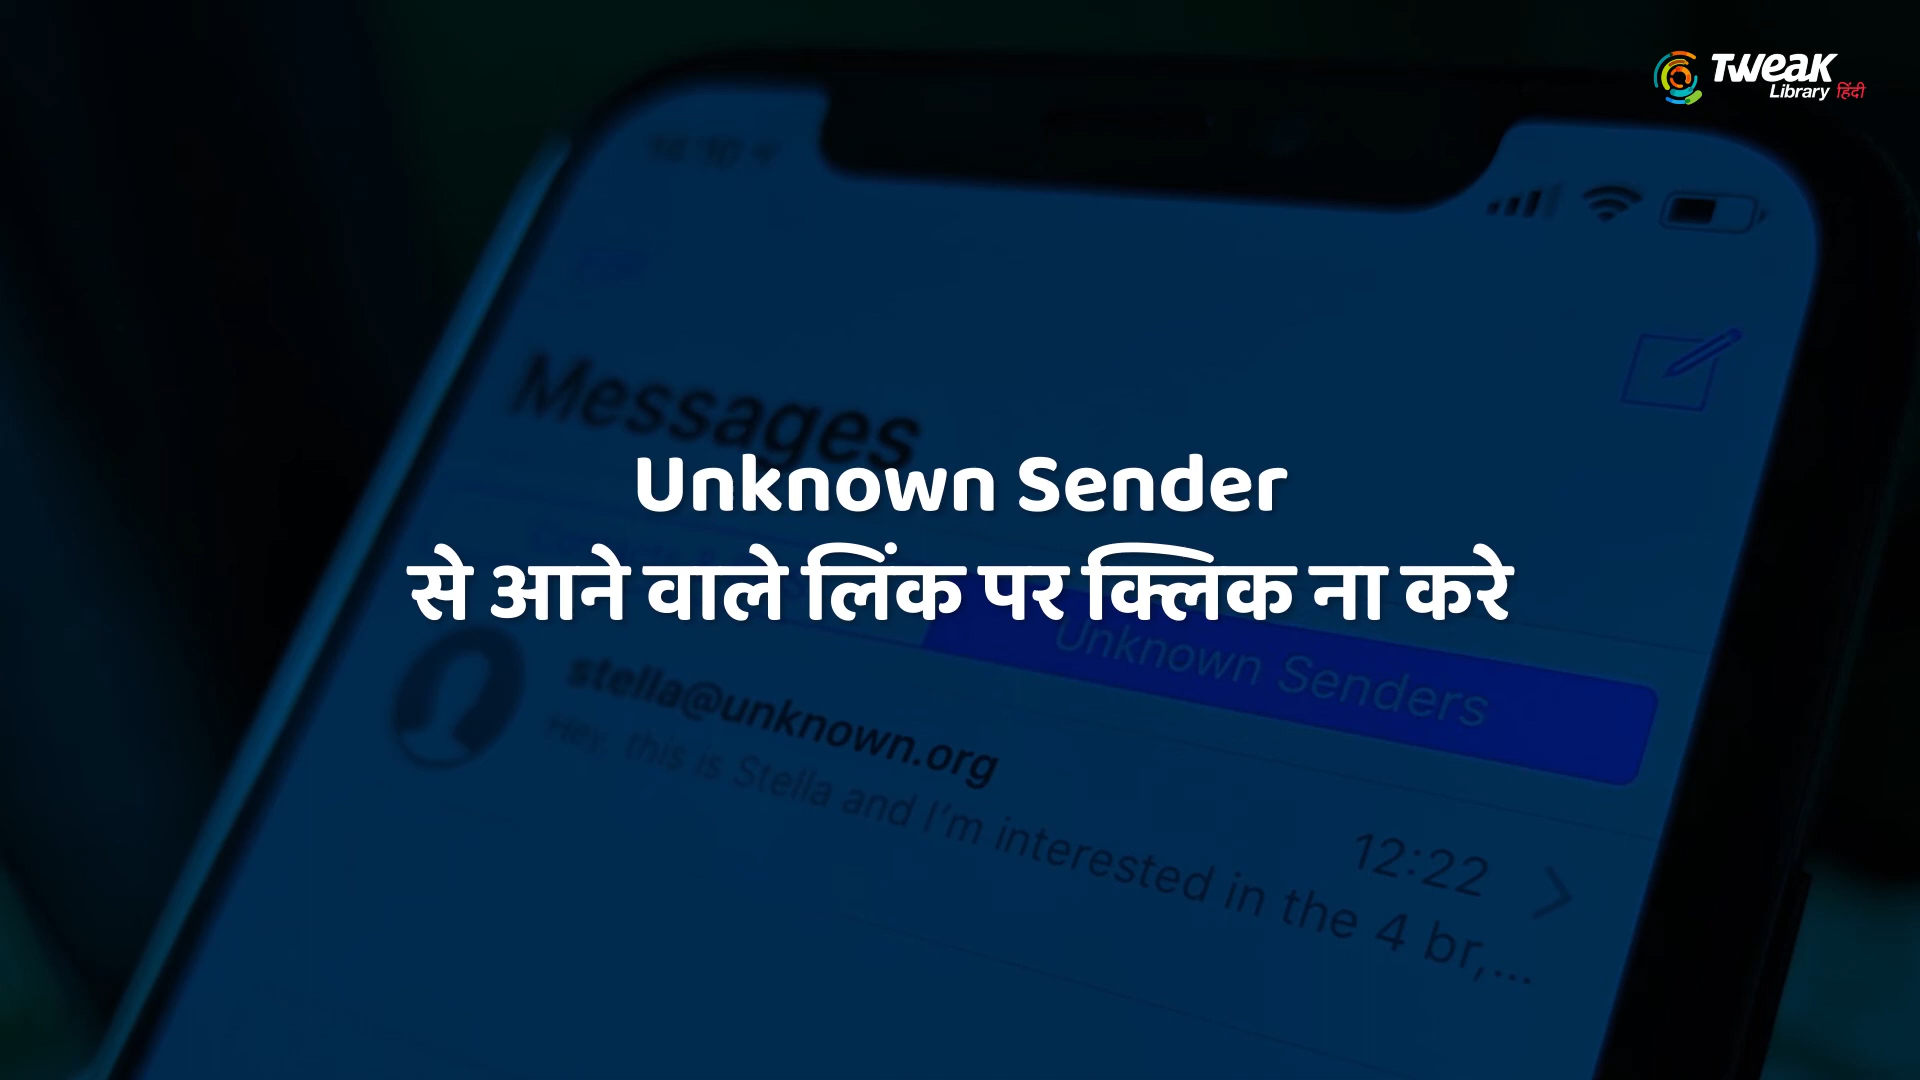 TWEAK
Library हिंदी
Messages
Unknown Sender
से आने वाले लिंक पर क्लिक ना करे
Unknown Senders
stella@unknown.org
Hey, this is Stella and I'm interested in the 4 br,...
12:22